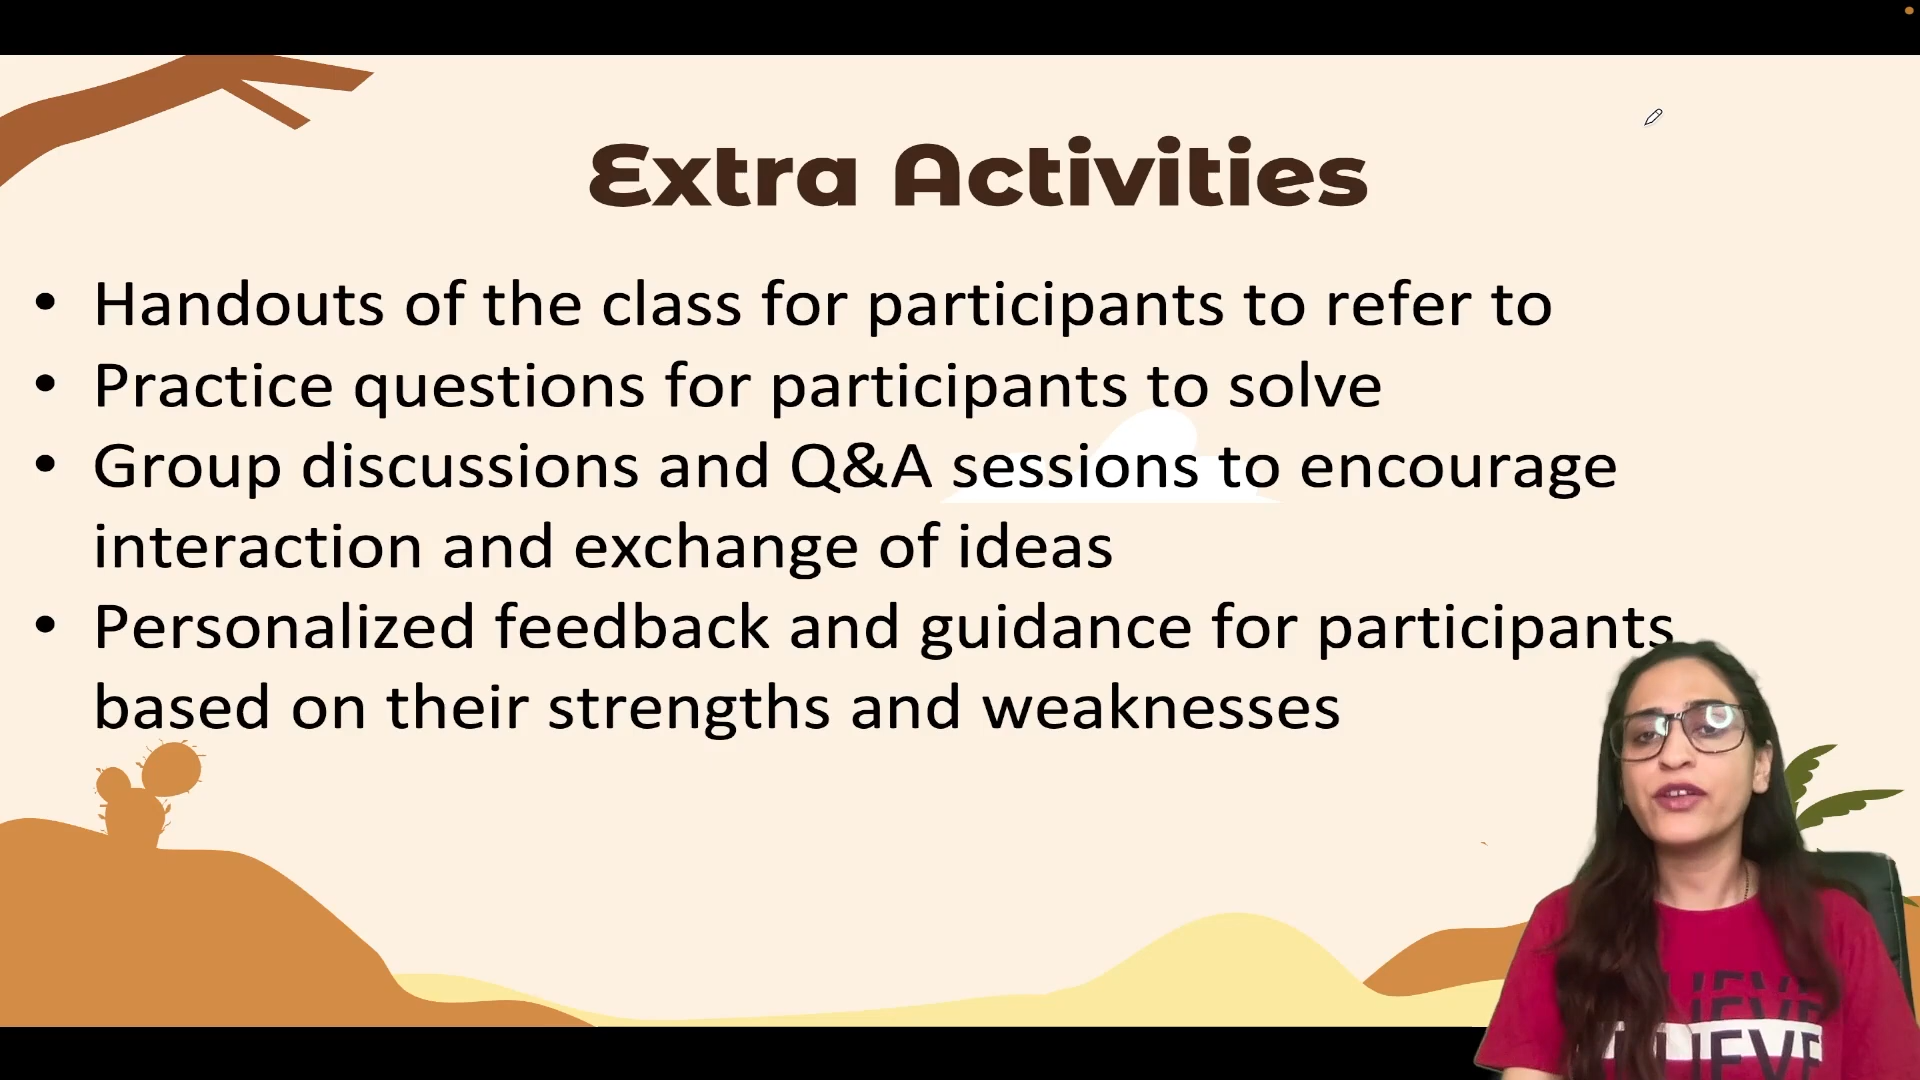 Extra Activities
• Handouts of the class for participants to refer to
• Practice questions for participants to solve
• Group discussions and Q&A sessions to encourage
interaction and exchange of ideas
• Personalized feedback and guidance for participants
based on their strengths and weaknesses